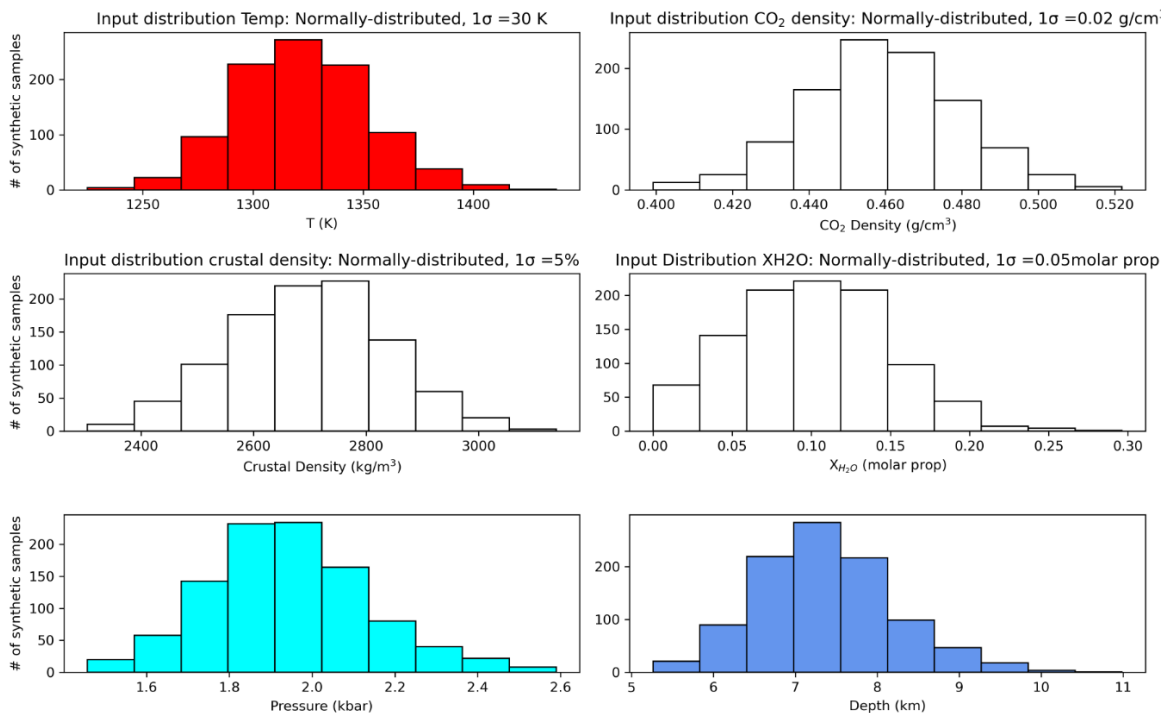 Input distribution Temp: Normally-distributed, 1σ =30 K
Input distribution CO₂ density: Normally-distributed, 1σ =0.02 g/cm³
# of synthetic samples
200
100
0
1250 1300 1350 1400
T (K)
200
100
0
0.400 0.420 0.440 0.460 0.480 0.500 0.520
CO₂ Density (g/cm³)
Input distribution crustal density: Normally-distributed, 1σ =5%
Input Distribution XH2O: Normally-distributed, 1σ =0.05molar prop
# of synthetic samples
200
150
100
50
0
2400 2600 2800 3000
Crustal Density (kg/m³)
200
150
100
50
0
0.00 0.05 0.10 0.15 0.20 0.25 0.30
X_H₂O (molar prop)
# of synthetic samples
200
150
100
50
0
1.6 1.8 2.0 2.2 2.4 2.6
Pressure (kbar)
200
100
0
5 6 7 8 9 10 11
Depth (km)